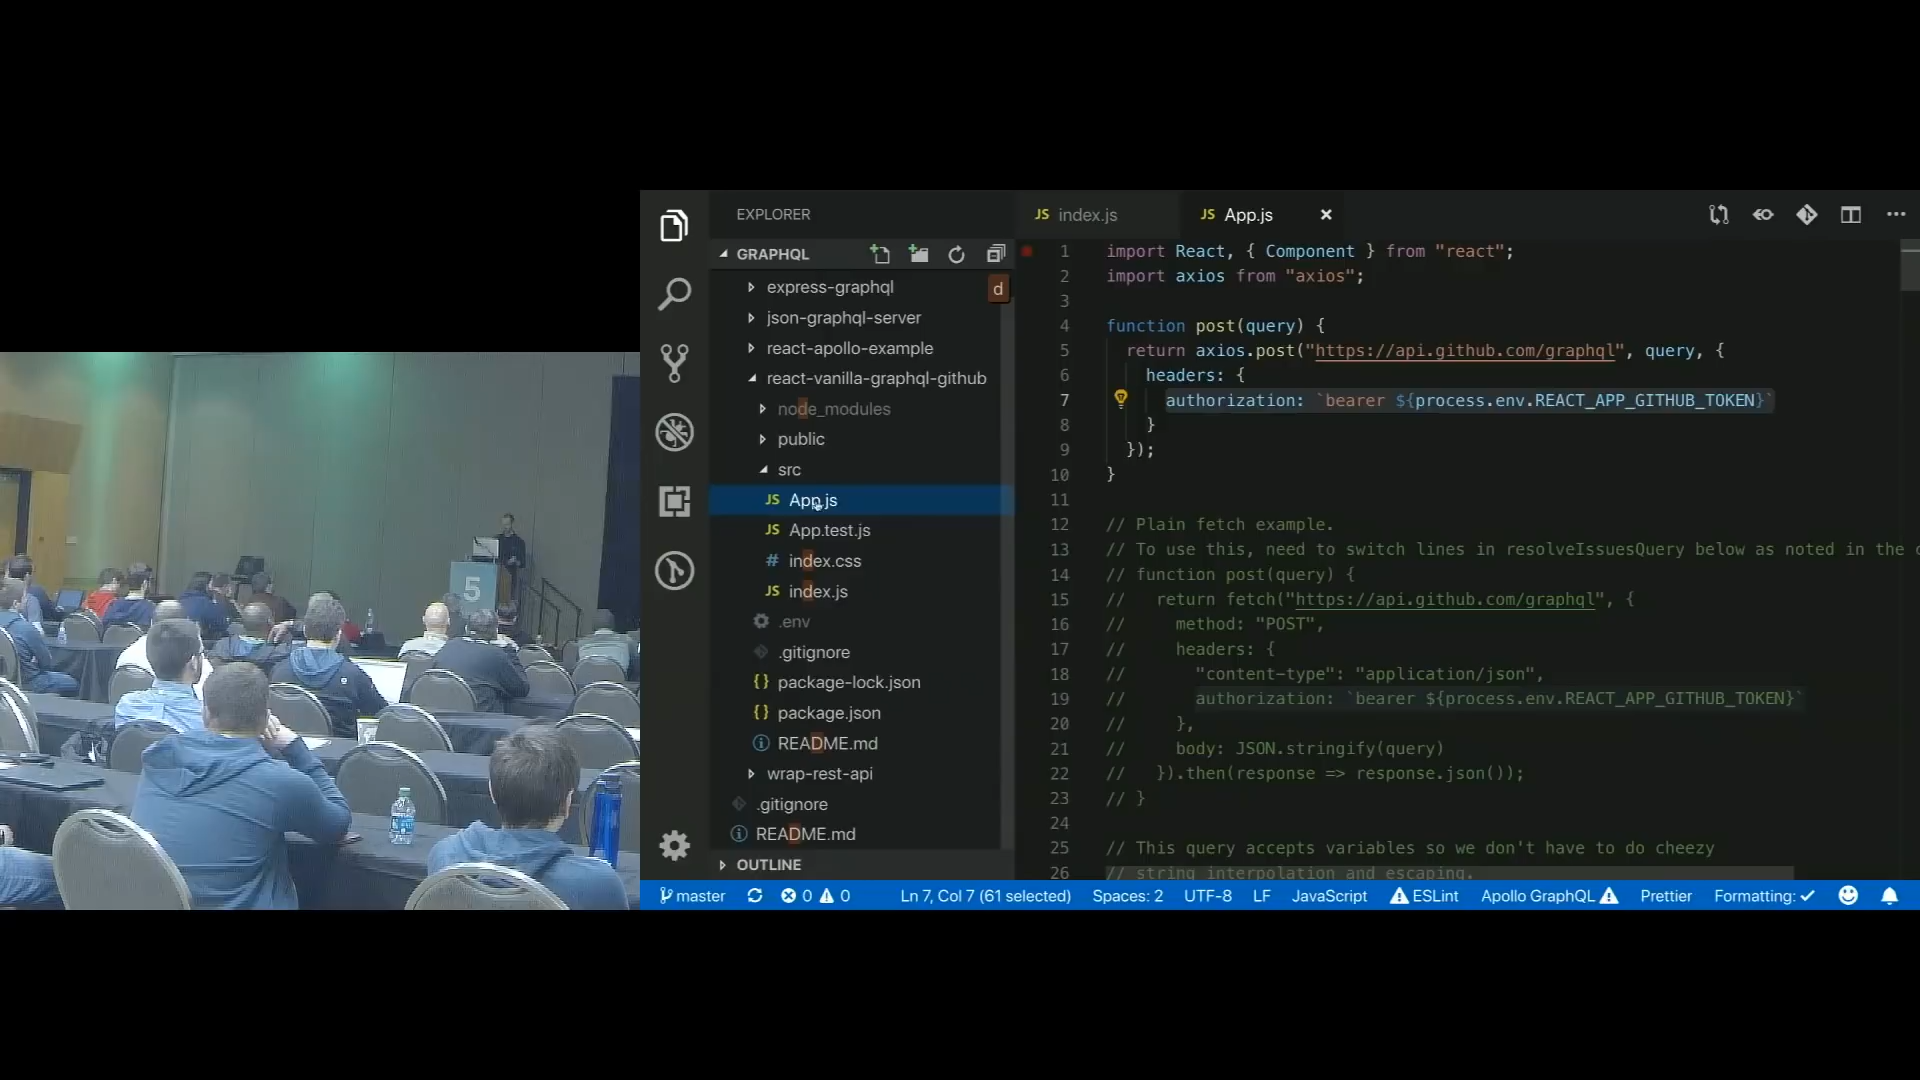 EXPLORER
GRAPHQL
express-graphql
d
json-graphql-server
react-apollo-example
react-vanilla-graphql-github
node_modules
public
src
JS App.js
JS App.test.js
# index.css
JS index.js
.env
.gitignore
{} package-lock.json
{} package.json
README.md
wrap-rest-api
.gitignore
README.md
OUTLINE
JS index.js
JS App.js
1 import React, { Component } from "react";
2 import axios from "axios";
3
4 function post(query) {
5 return axios.post("https://api.github.com/graphql", query, {
6 headers: {
7 authorization: `bearer ${process.env.REACT_APP_GITHUB_TOKEN}`
8 }
9 });
10 }
11
12 // Plain fetch example.
13 // To use this, need to switch lines in resolveIssuesQuery below as noted in the
14 // function post(query) {
15 // return fetch("https://api.github.com/graphql", {
16 // method: "POST",
17 // headers: {
18 // "content-type": "application/json",
19 // authorization: `bearer ${process.env.REACT_APP_GITHUB_TOKEN}`
20 // },
21 // body: JSON.stringify(query)
22 // }).then(response => response.json());
23 // }
24
25 // This query accepts variables so we don't have to do cheezy
26 // string interpolation and escaping.
master
0 0
Ln 7, Col 7 (61 selected)
Spaces: 2
UTF-8
LF
JavaScript
ESLint
Apollo GraphQL
Prettier
Formatting:
5